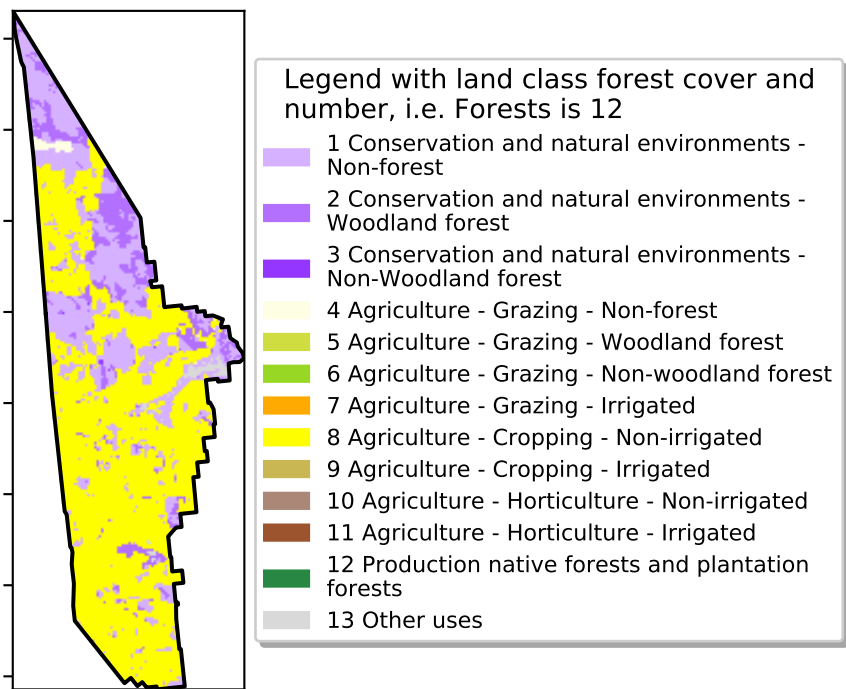 Legend with land class forest cover and
number, i.e. Forests is 12
1 Conservation and natural environments -
Non-forest
2 Conservation and natural environments -
Woodland forest
3 Conservation and natural environments -
Non-Woodland forest
4 Agriculture - Grazing - Non-forest
5 Agriculture - Grazing - Woodland forest
6 Agriculture - Grazing - Non-woodland forest
7 Agriculture - Grazing - Irrigated
8 Agriculture - Cropping - Non-irrigated
9 Agriculture - Cropping - Irrigated
10 Agriculture - Horticulture - Non-irrigated
11 Agriculture - Horticulture - Irrigated
12 Production native forests and plantation
forests
13 Other uses